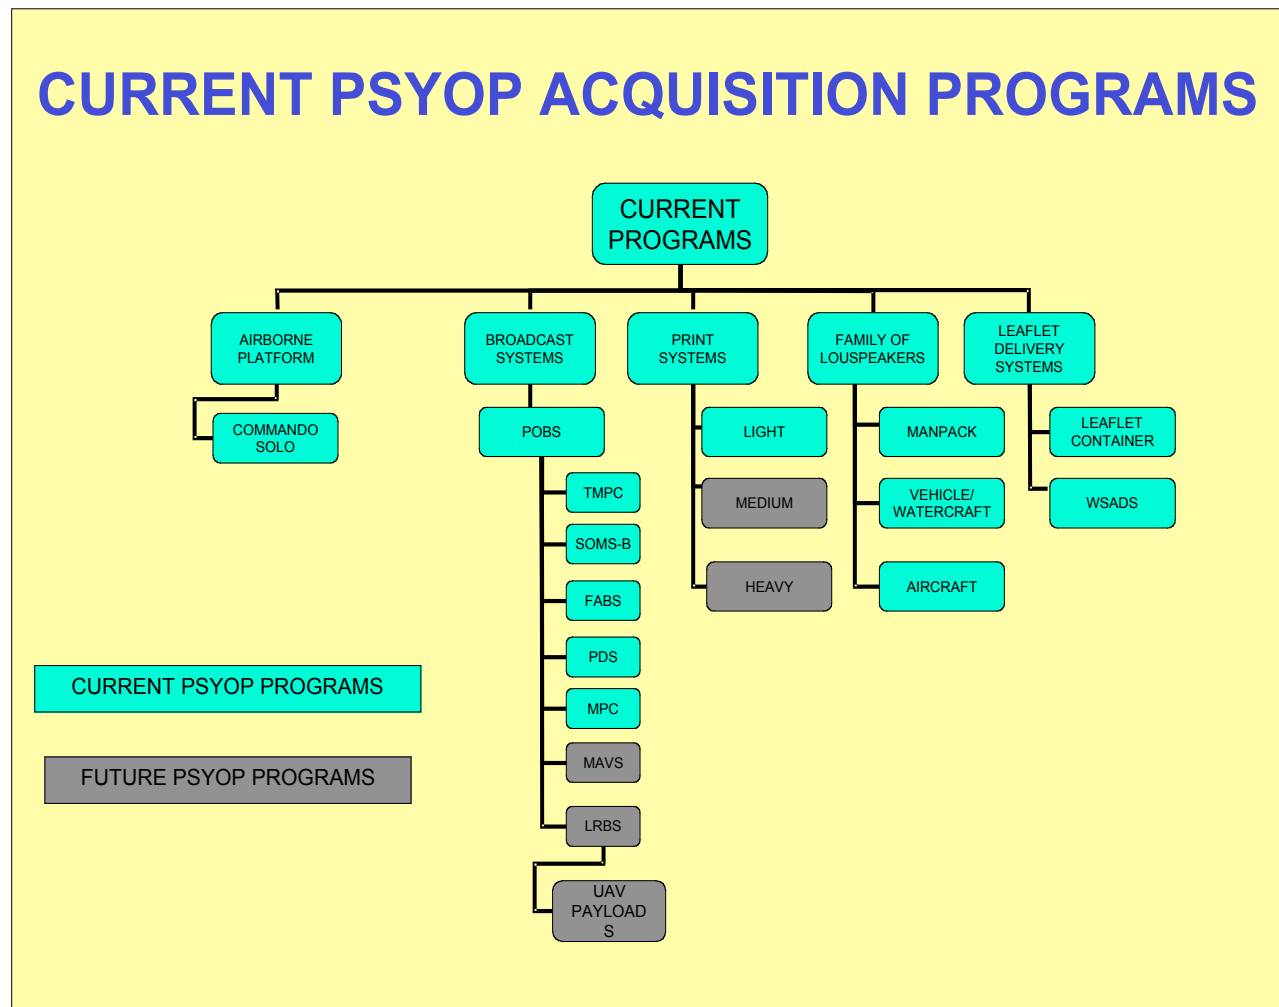 CURRENT PSYOP ACQUISITION PROGRAMS
CURRENT
PROGRAMS
AIRBORNE
PLATFORM
BROADCAST
SYSTEMS
PRINT
SYSTEMS
FAMILY OF
LOUSPEAKERS
LEAFLET
DELIVERY
SYSTEMS
COMMANDO
SOLO
POBS
LIGHT
MANPACK
LEAFLET
CONTAINER
TMPC
MEDIUM
VEHICLE/
WATERCRAFT
WSADS
SOMS-B
FABS
HEAVY
AIRCRAFT
PDS
CURRENT PSYOP PROGRAMS
MPC
MAVS
FUTURE PSYOP PROGRAMS
LRBS
UAV
PAYLOAD
S